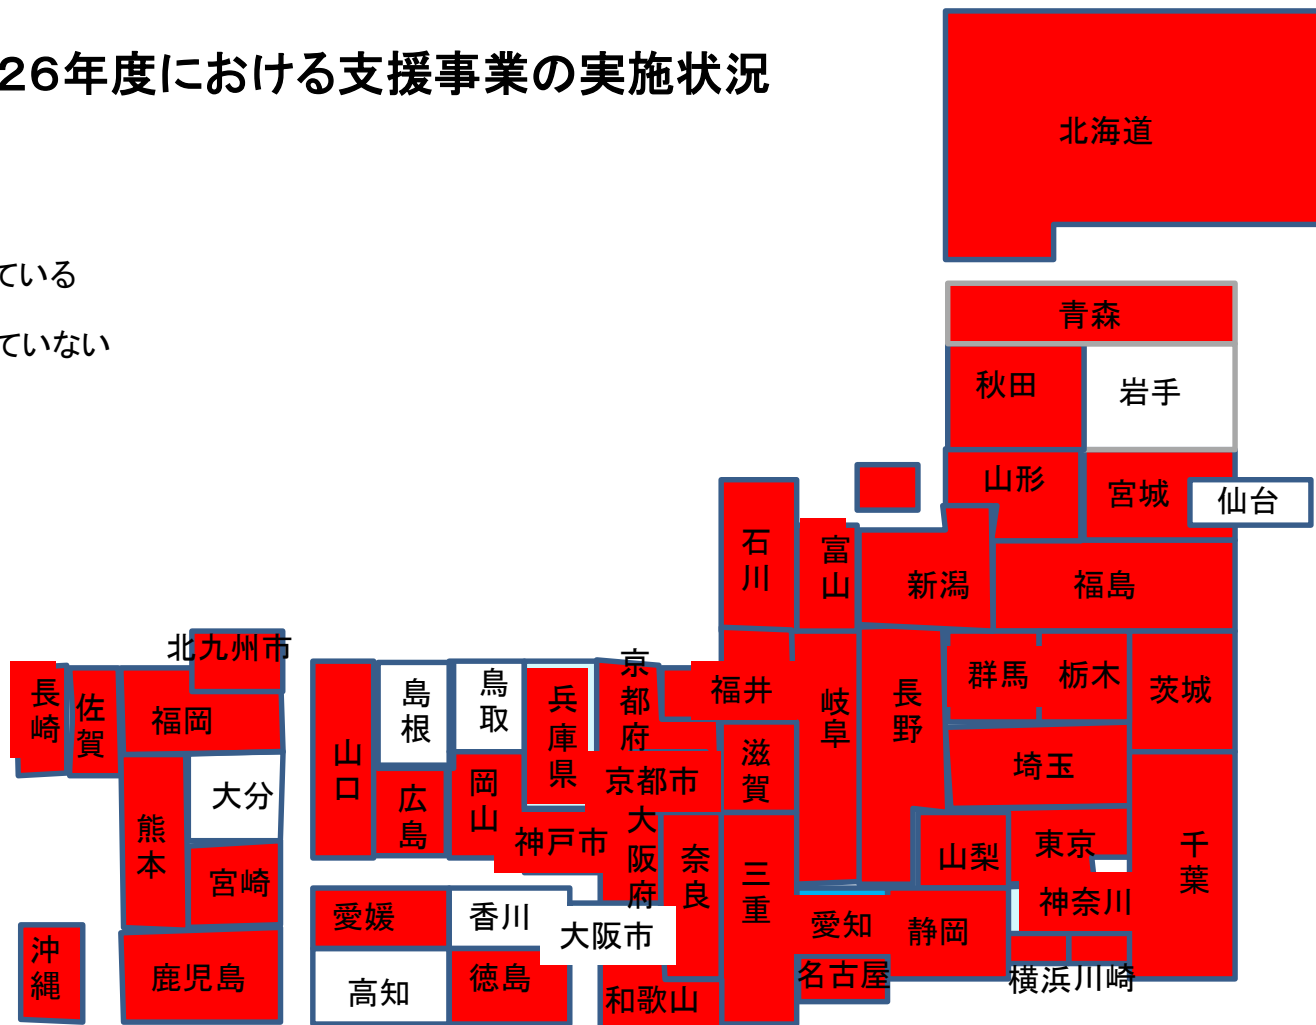 26年度における支援事業の実施状況
北海道
ている
ていない
青森
秋田
岩手
山形
宮城
仙台
石川
富山
新潟
福島
北九州市
長崎
佐賀
福岡
大分
熊本
宮崎
鹿児島
沖縄
山口
島根
鳥取
広島
岡山
兵庫県
神戸市
京都府
京都市
福井
滋賀
岐阜
長野
群馬
栃木
茨城
埼玉
千葉
東京
山梨
神奈川
横浜
川崎
大阪府
大阪市
奈良
三重
和歌山
愛知
名古屋
静岡
愛媛
香川
高知
徳島